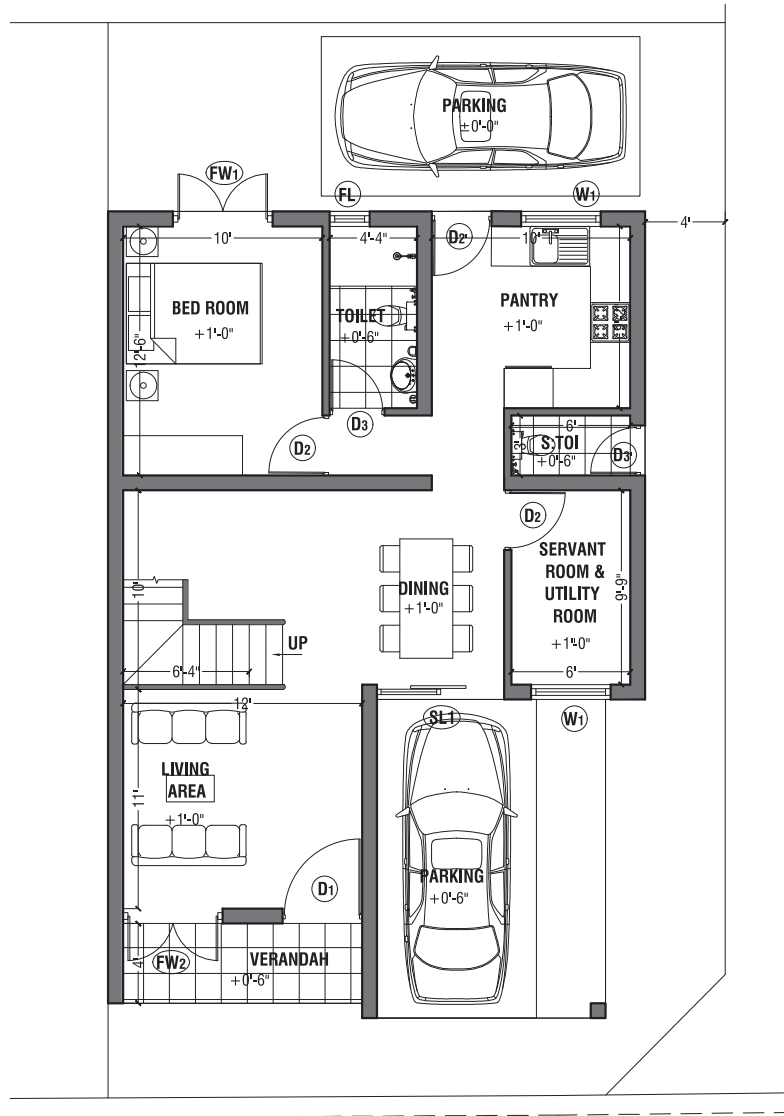 PARKING
±0'-0"
FW1
FL
W1
4'
10'
4'-4"
D2'
10'
BED ROOM
+1'-0"
12'-6"
TOILET
+0'-6"
PANTRY
+1'-0"
D3
D2
6'
3'
S.TOI
+0'-6"
D3'
D2
SERVANT
ROOM &
UTILITY
ROOM
+1'-0"
9'-9"
6'
10'
DINING
+1'-0"
UP
6'-4"
12'
SL1
W1
LIVING
AREA
+1'-0"
11'
D1
PARKING
+0'-6"
4'
FW2
VERANDAH
+0'-6"